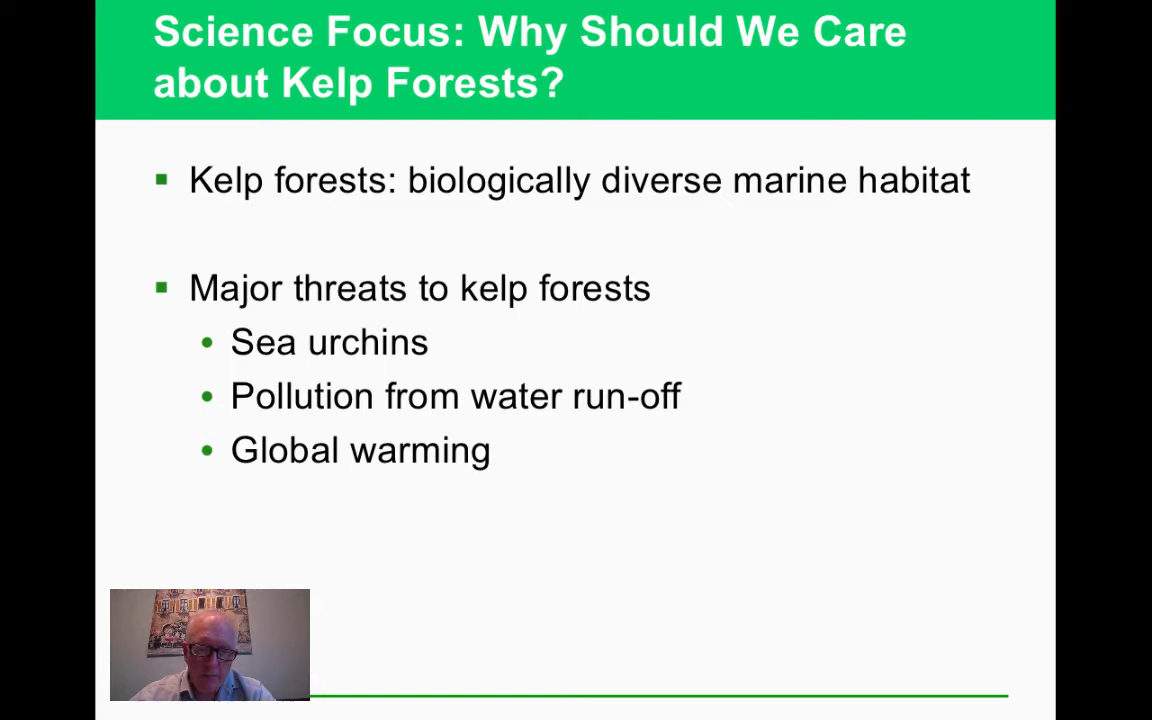 Science Focus: Why Should We Care
about Kelp Forests?
Kelp forests: biologically diverse marine habitat
Major threats to kelp forests
Sea urchins
Pollution from water run-off
Global warming